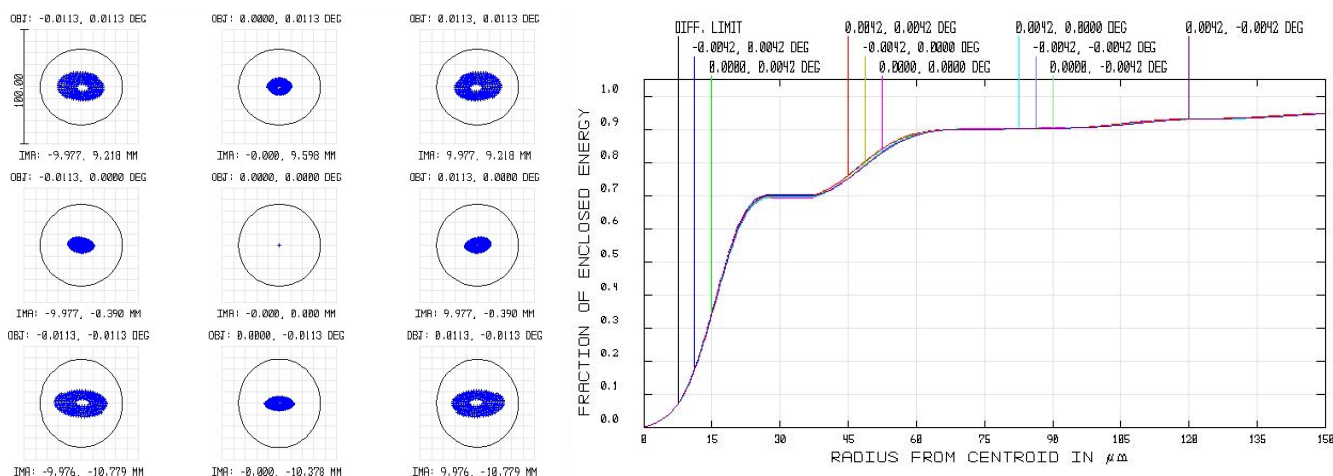 OBJ: -0.0113, 0.0113 DEG
OBJ: 0.0000, 0.0113 DEG
OBJ: 0.0113, 0.0113 DEG
100.00
IMA: -9.977, 9.218 MM
IMA: -0.000, 9.598 MM
IMA: 9.977, 9.218 MM
OBJ: -0.0113, 0.0000 DEG
OBJ: 0.0000, 0.0000 DEG
OBJ: 0.0113, 0.0000 DEG
IMA: -9.977, -0.390 MM
IMA: -0.000, 0.000 MM
IMA: 9.977, -0.390 MM
OBJ: -0.0113, -0.0113 DEG
OBJ: 0.0000, -0.0113 DEG
OBJ: 0.0113, -0.0113 DEG
IMA: -9.976, -10.779 MM
IMA: -0.000, -10.378 MM
IMA: 9.976, -10.779 MM
DIFF. LIMIT
0.0042, 0.0042 DEG
0.0042, 0.0000 DEG
0.0042, -0.0042 DEG
-0.0042, 0.0042 DEG
-0.0042, 0.0000 DEG
-0.0042, -0.0042 DEG
0.0000, 0.0042 DEG
0.0000, 0.0000 DEG
0.0000, -0.0042 DEG
FRACTION OF ENCLOSED ENERGY
1.0
0.9
0.8
0.7
0.6
0.5
0.4
0.3
0.2
0.1
0.0
0
15
30
45
60
75
90
105
120
135
150
RADIUS FROM CENTROID IN µm